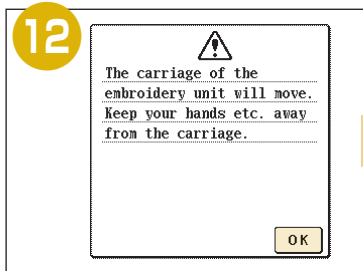 12
The carriage of the
embroidery unit will move.
Keep your hands etc. away
from the carriage.
OK